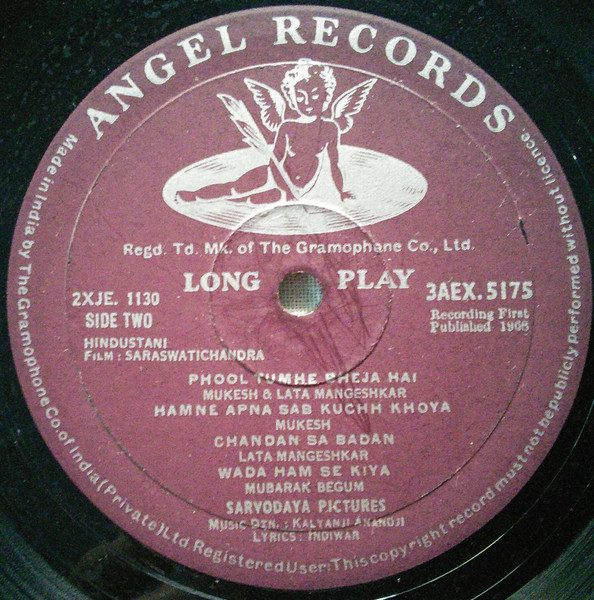 ANGEL RECORDS
Regd. Td. Mk. of The Gramophane Co., Ltd.
LONG PLAY
2XJE. 1130
SIDE TWO
3AEX. 5175
Recording First
Published 1968
HINDUSTANI
FILM : SARASWATICHANDRA
PHOOL TUMHE BHEJA HAI
MUKESH & LATA MANGESHKAR
HAMNE APNA SAB KUCHH KHOYA
MUKESH
CHANDAN SA BADAN
LATA MANGESHKAR
WADA HAM SE KIYA
MUBARAK BEGUM
SARVODAYA PICTURES
MUSIC DIN. : KALYANJI ANANDJI
LYRICS : INDIWAR
Made in India by The Gramophone Co. of India (Private) Ltd Registered User: This copyright record must not be publicly performed without licence.